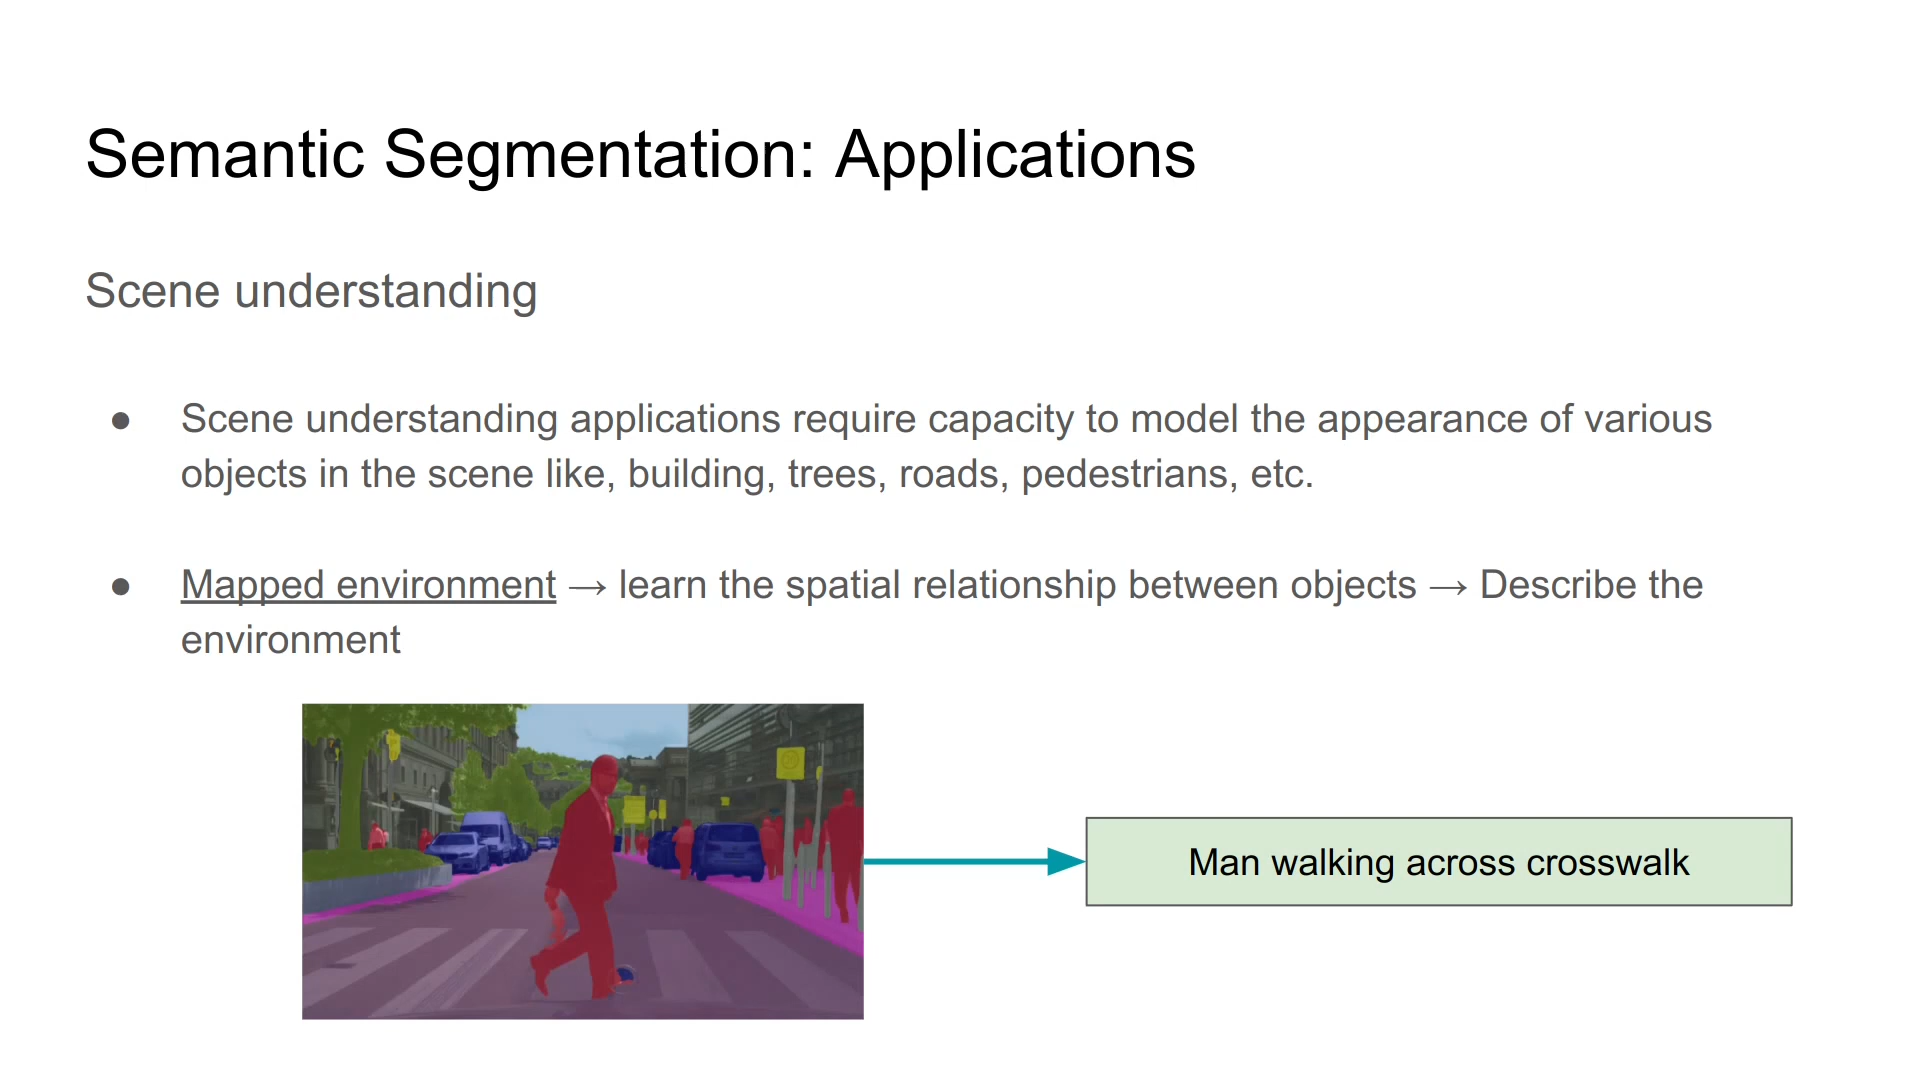 Semantic Segmentation: Applications
Scene understanding
● Scene understanding applications require capacity to model the appearance of various
objects in the scene like, building, trees, roads, pedestrians, etc.
● Mapped environment → learn the spatial relationship between objects → Describe the
environment
Man walking across crosswalk